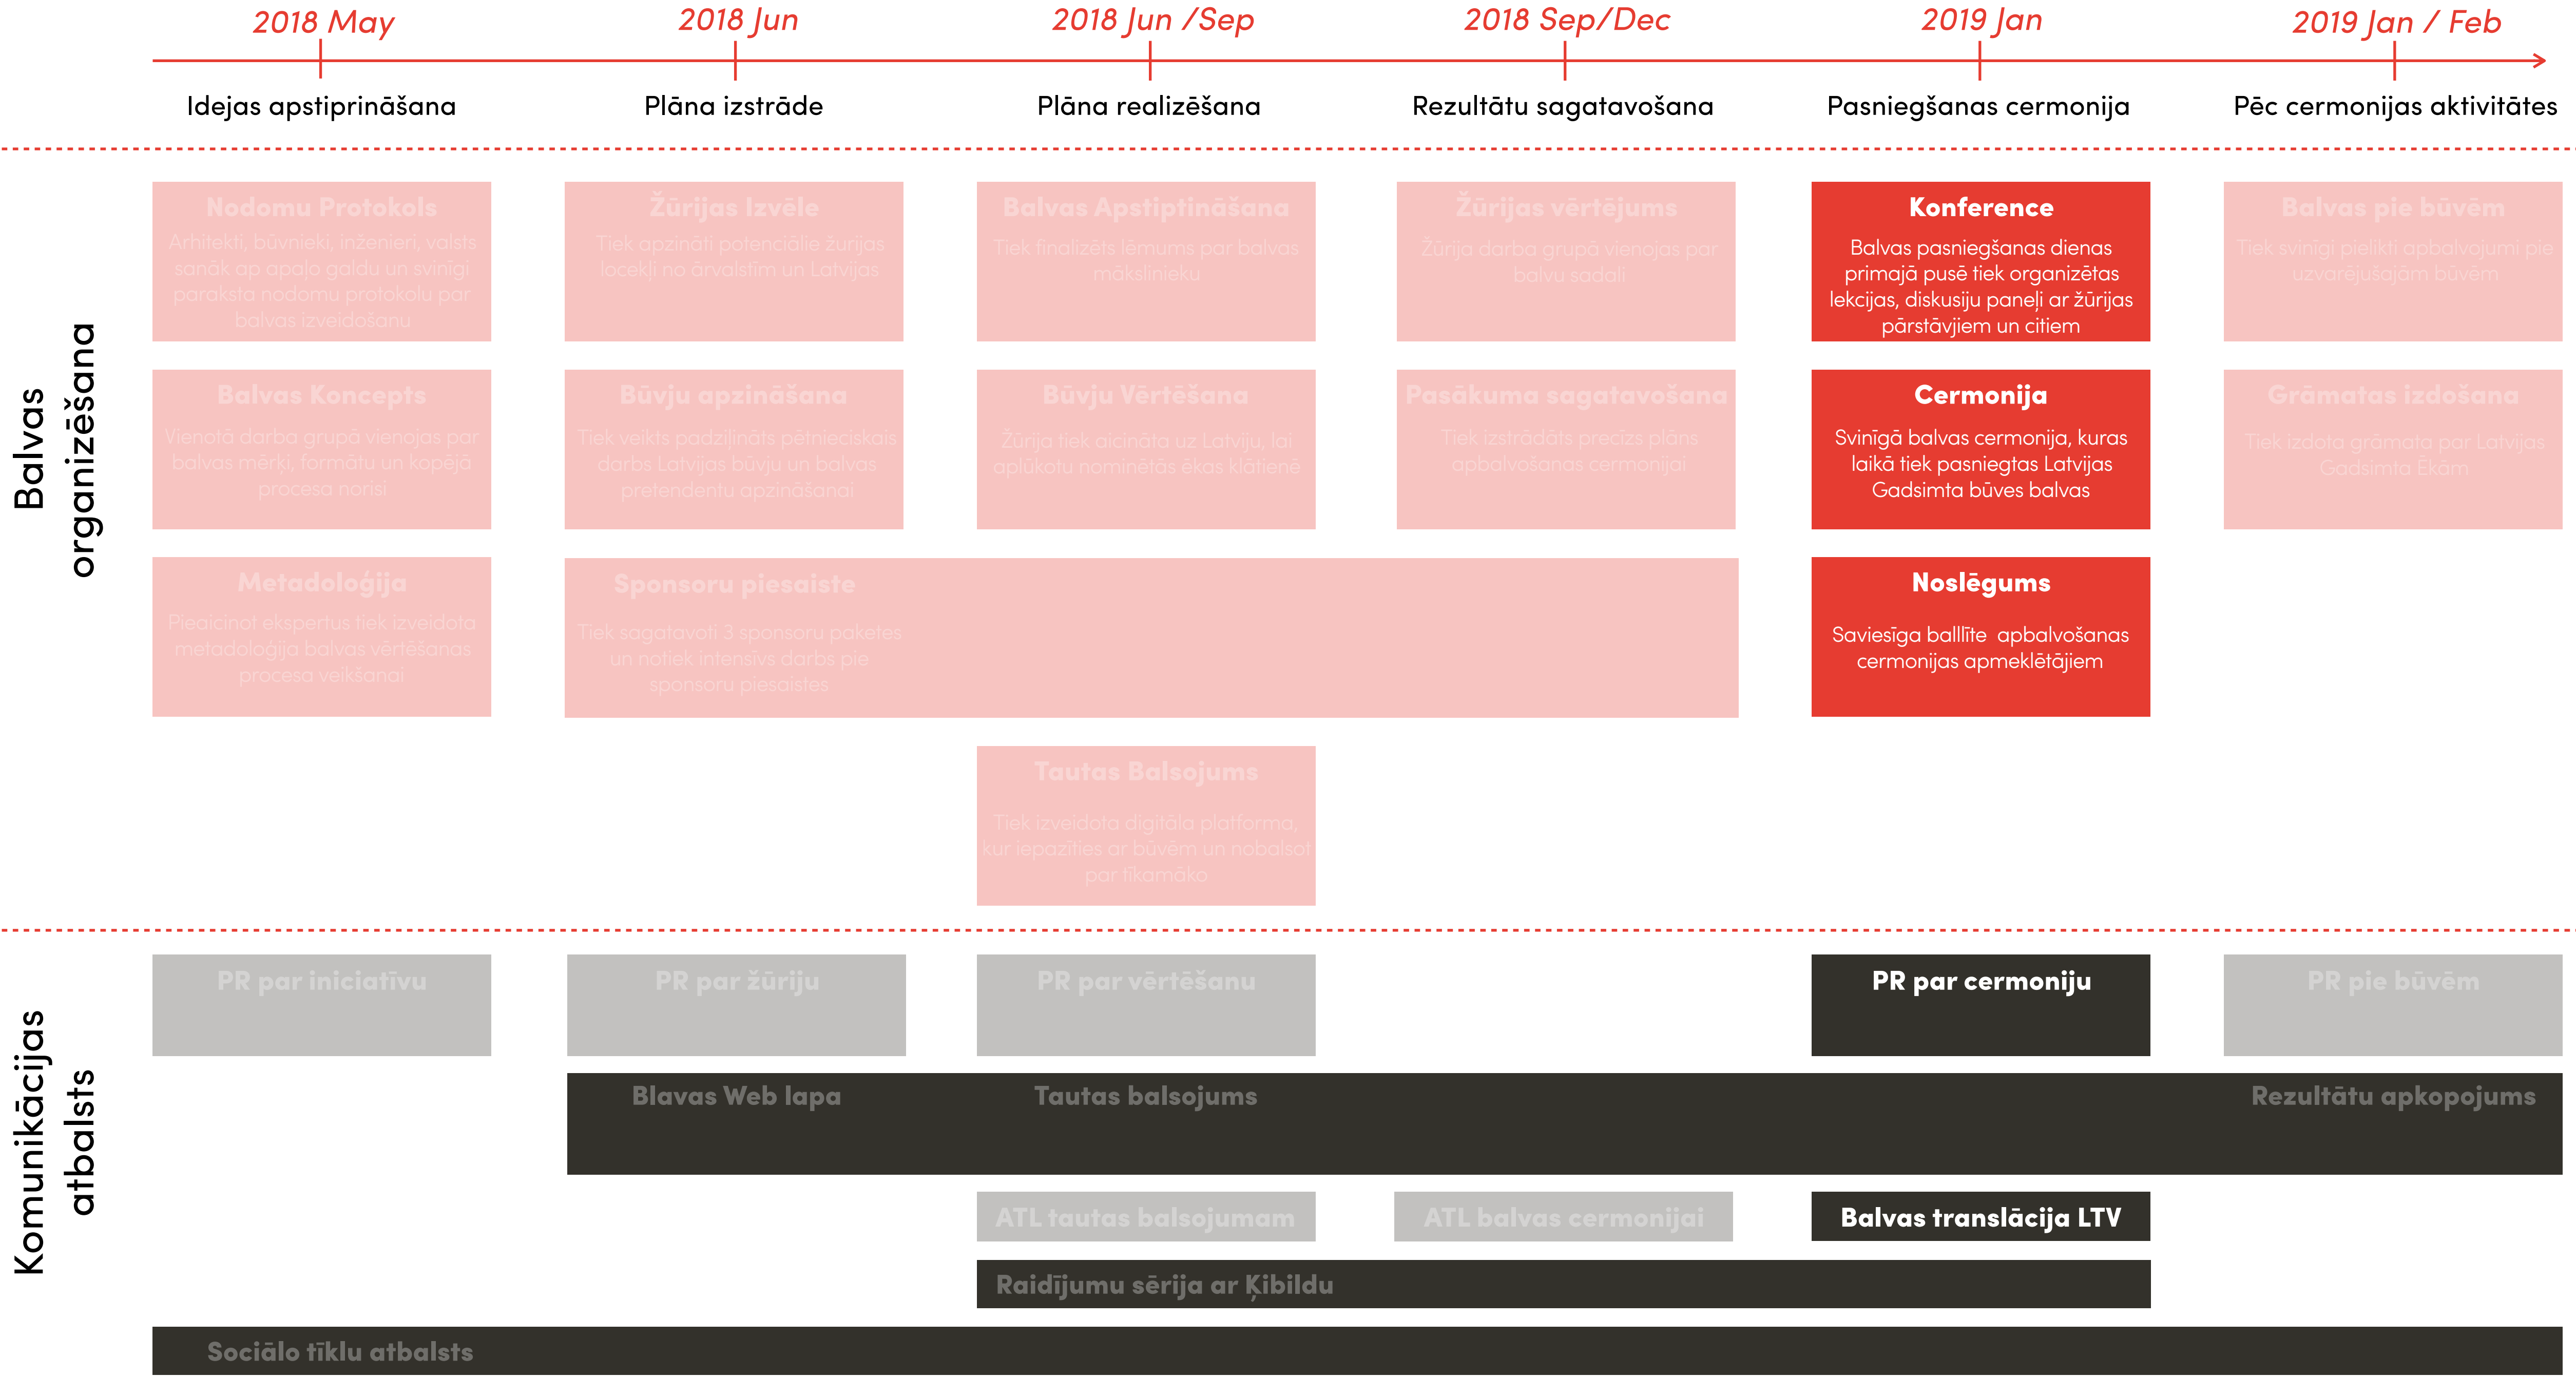 2018 May
2018 Jun
2018 Jun /Sep
2018 Sep/Dec
2019 Jan
2019 Jan / Feb
Idejas apstiprināšana
Plāna izstrāde
Plāna realizēšana
Rezultātu sagatavošana
Pasniegšanas cermonija
Pēc cermonijas aktivitātes
Balvas
organizēšana
Nodomu Protokols
Arhitekti, būvnieki, inženieri, valsts
sanāk ap apaļo galdu un svinīgi
paraksta nodomu protokolu par
balvas izveidošanu
Žūrijas Izvēle
Tiek apzināti potenciālie žurijas
locekļi no ārvalstīm un Latvijas
Balvas Apstiptināšana
Tiek finalizēts lēmums par balvas
mākslinieku
Žūrijas vērtējums
Žūrija darba grupā vienojas par
balvu sadali
Konference
Balvas pasniegšanas dienas
primajā pusē tiek organizētas
lekcijas, diskusiju paneļi ar žūrijas
pārstāvjiem un citiem
Balvas pie būvēm
Tiek svinīgi pielikti apbalvojumi pie
uzvarējušajām būvēm
Balvas Koncepts
Vienotā darba grupā vienojas par
balvas mērķi, formātu un kopējā
procesa norisi
Būvju apzināšana
Tiek veikts padziļināts pētnieciskais
darbs Latvijas būvju un balvas
pretendentu apzināšanai
Būvju Vērtēšana
Žūrija tiek aicināta uz Latviju, lai
aplūkotu nominētās ēkas klātienē
Pasākuma sagatavošana
Tiek izstrādāts precīzs plāns
apbalvošanas cermonijai
Cermonija
Svinīgā balvas cermonija, kuras
laikā tiek pasniegtas Latvijas
Gadsimta būves balvas
Grāmatas izdošana
Tiek izdota grāmata par Latvijas
Gadsimta Ēkām
Metadoloģija
Pieaicinot ekspertus tiek izveidota
metadoloģija balvas vērtēšanas
procesa veikšanai
Sponsoru piesaiste
Tiek sagatavoti 3 sponsoru paketes
un notiek intensīvs darbs pie
sponsoru piesaistes
Noslēgums
Saviesīga balllīte apbalvošanas
cermonijas apmeklētājiem
Tautas Balsojums
Tiek izveidota digitāla platforma,
kur iepazīties ar būvēm un nobalsot
par tīkamāko
Komunikācijas
atbalsts
PR par iniciatīvu
PR par žūriju
PR par vērtēšanu
PR par cermoniju
PR pie būvēm
Blavas Web lapa
Tautas balsojums
Rezultātu apkopojums
ATL tautas balsojumam
ATL balvas cermonijai
Balvas translācija LTV
Raidījumu sērija ar Ķibildu
Sociālo tīklu atbalsts